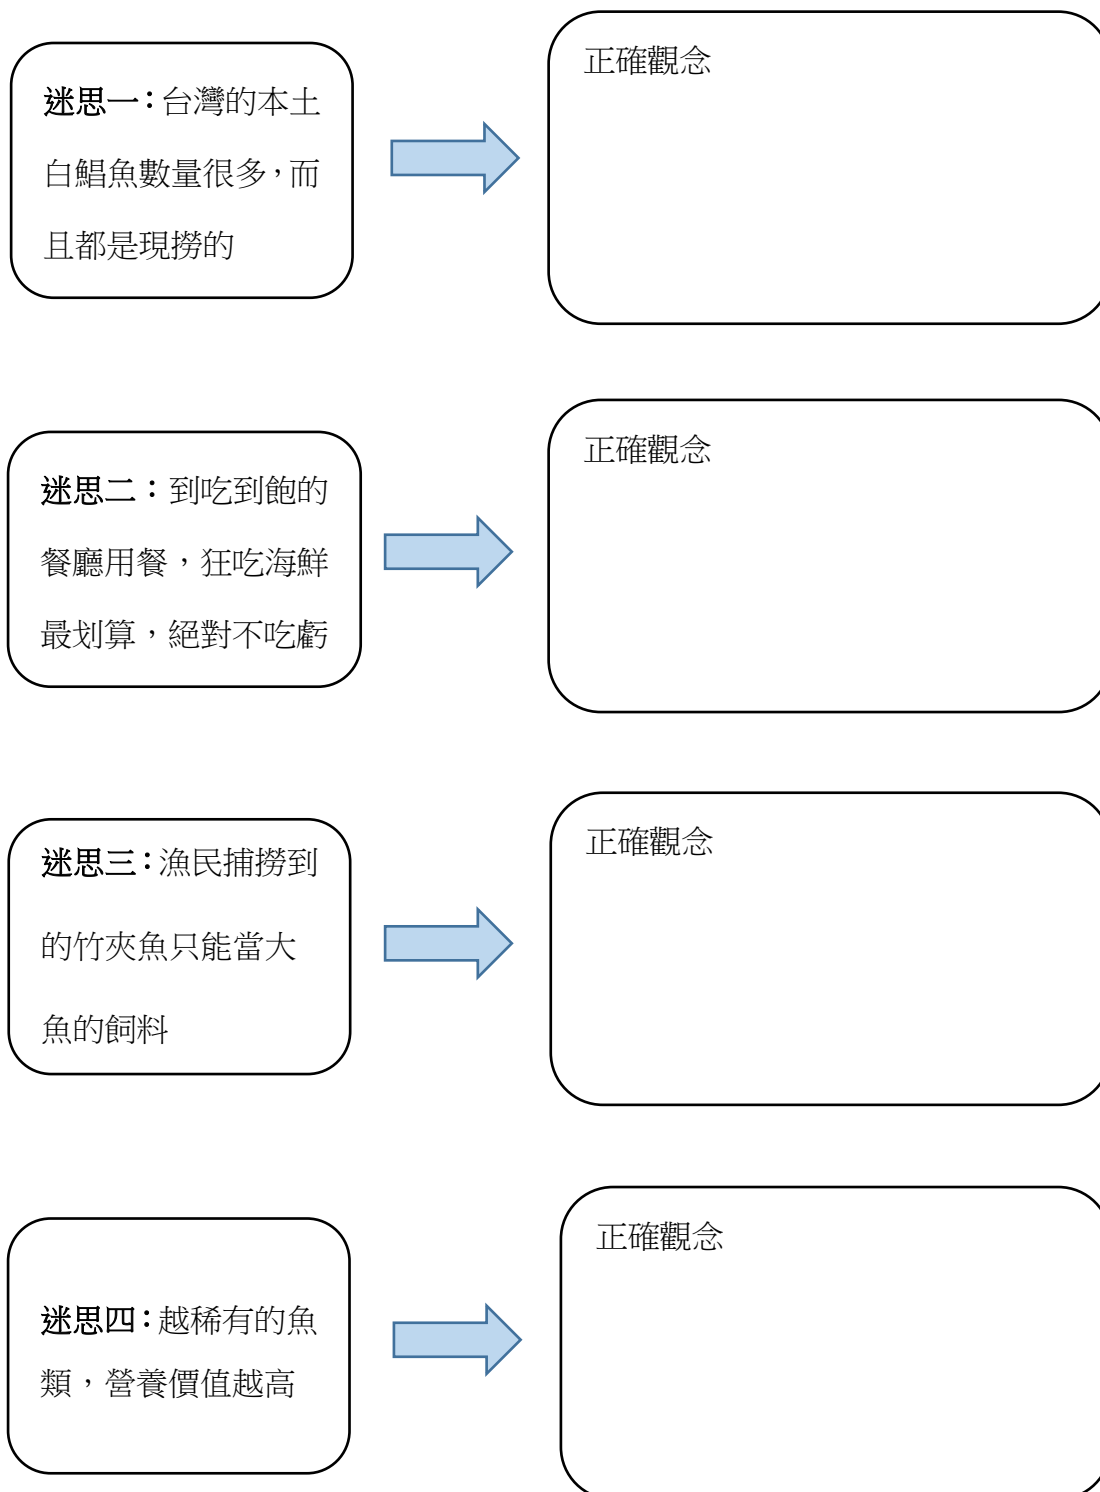 迷思一：台灣的本土
白鯧魚數量很多，而
且都是現撈的
正確觀念
迷思二：到吃到飽的
餐廳用餐，狂吃海鮮
最划算，絕對不吃虧
正確觀念
迷思三：漁民捕撈到
的竹夾魚只能當大
魚的飼料
正確觀念
迷思四：越稀有的魚
類，營養價值越高
正確觀念